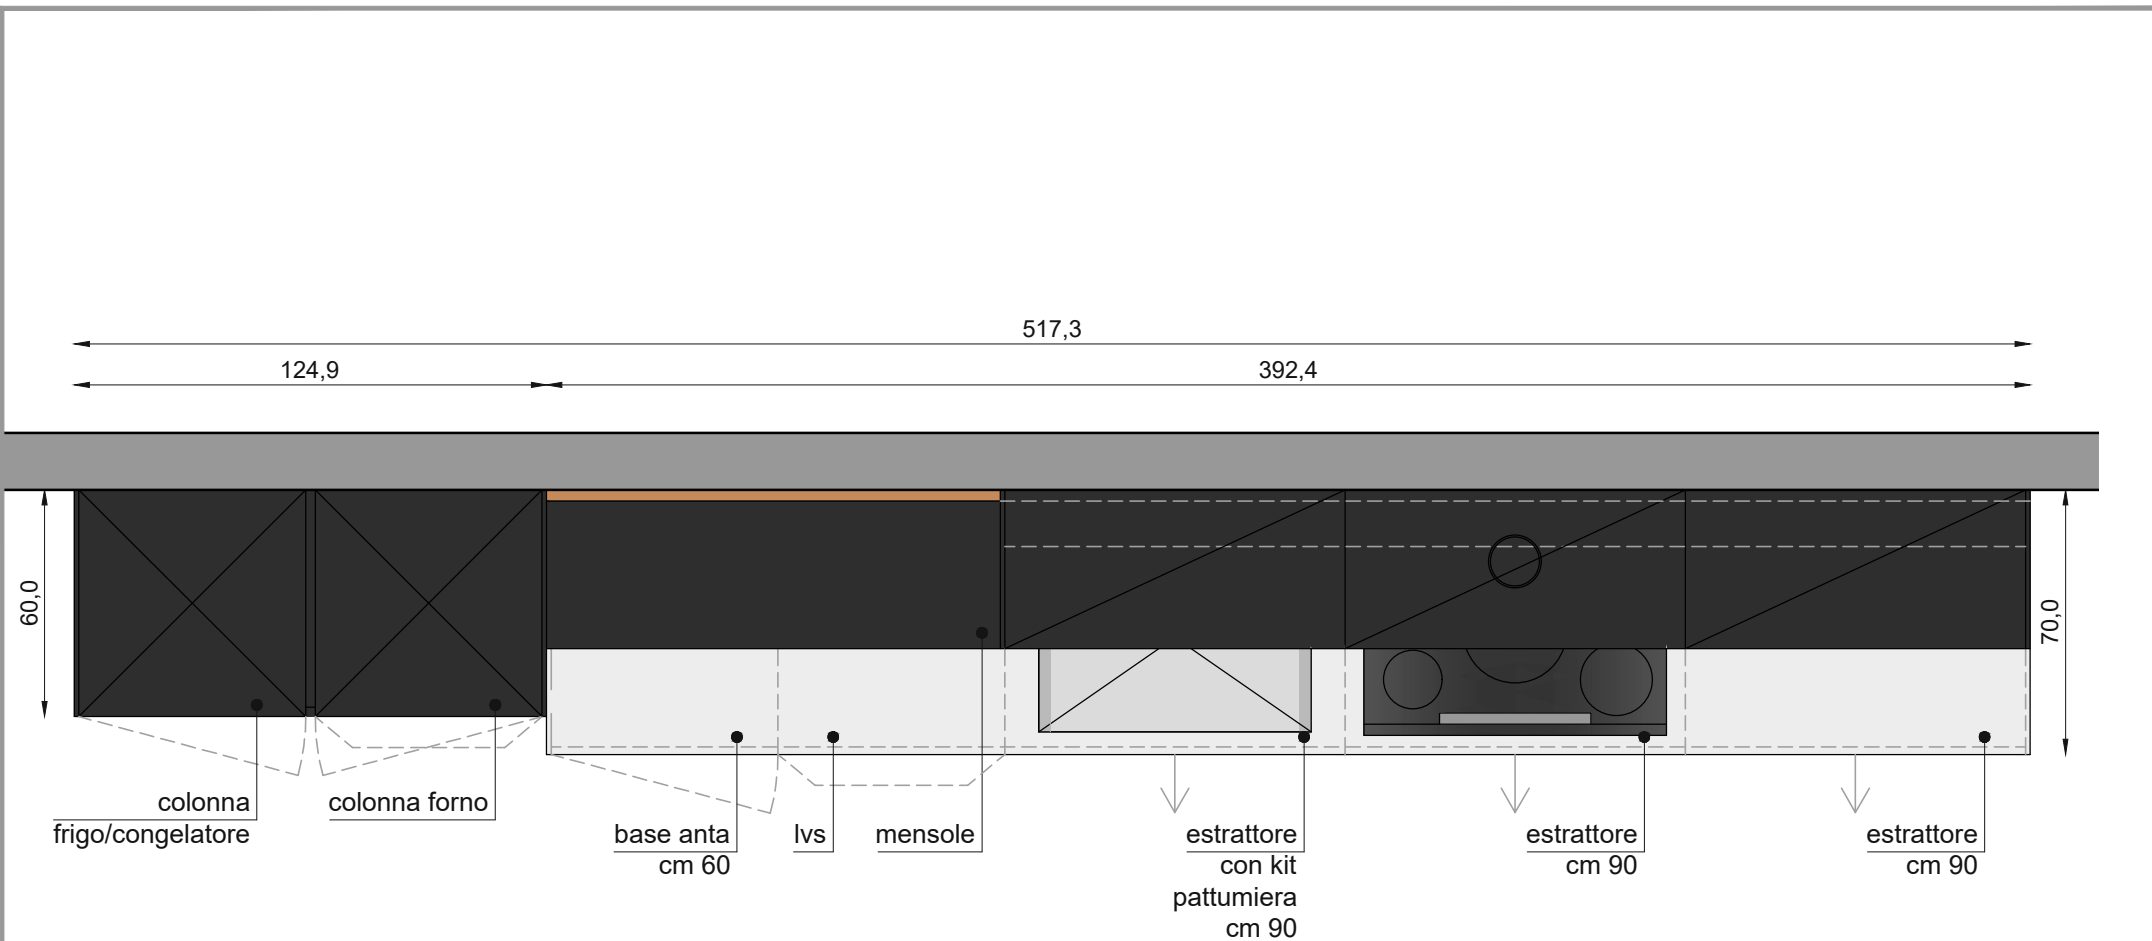 517,3
124,9
392,4
60,0
70,0
colonna
frigo/congelatore
colonna forno
base anta
cm 60
lvs
mensole
estrattore
con kit
pattumiera
cm 90
estrattore
cm 90
estrattore
cm 90